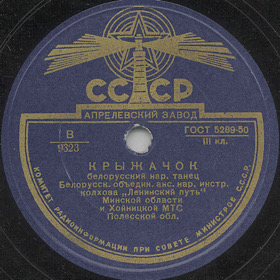 СССР
АПРЕЛЕВСКИЙ ЗАВОД
В
9323
ГОСТ 5289-50
III кл.
КРЫЖАЧОК
белорусский нар. танец
Белорусск. объедин. анс. нар. инстр.
колхоза „Ленинский путь"
Минской области
и Хойникской МТС
Полесской обл.
КОМИТЕТ РАДИОИНФОРМАЦИИ ПРИ СОВЕТЕ МИНИСТРОВ СССР